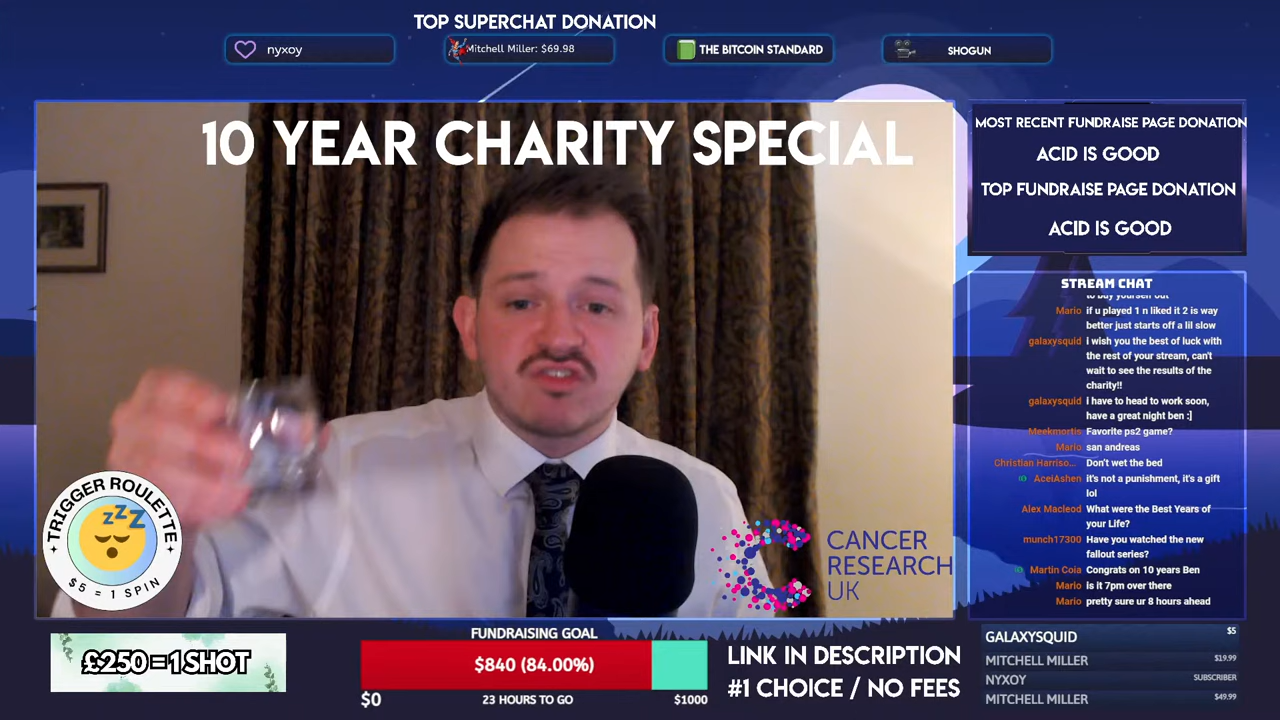 TOP SUPERCHAT DONATION
nyxoy
Mitchell Miller: $69.98
THE BITCOIN STANDARD
SHOGUN
10 YEAR CHARITY SPECIAL
MOST RECENT FUNDRAISE PAGE DONATION
ACID IS GOOD
TOP FUNDRAISE PAGE DONATION
ACID IS GOOD
STREAM CHAT
to buy yourself out
Mario if u played 1 n liked it 2 is way
better just starts off a lil slow
galaxysquid i wish you the best of luck with
the rest of your stream, can't
wait to see the results of the
charity!!
galaxysquid i have to head to work soon,
have a great night ben :]
Meekmortis Favorite ps2 game?
Mario san andreas
Christian Harriso... Don't wet the bed
AceiAshen it's not a punishment, it's a gift
lol
Alex Macleod What were the Best Years of
your Life?
munch17300 Have you watched the new
fallout series?
Martin Coia Congrats on 10 years Ben
Mario Is it 7pm over there
Mario pretty sure ur 8 hours ahead
TRIGGER ROULETTE
zzz
$5 = 1 SPIN
CANCER
RESEARCH
UK
£250 = 1 SHOT
FUNDRAISING GOAL
$840 (84.00%)
$0
23 HOURS TO GO
$1000
LINK IN DESCRIPTION
#1 CHOICE / NO FEES
GALAXYSQUID $5
MITCHELL MILLER $19.99
NYXOY SUBSCRIBER
MITCHELL MILLER $49.99